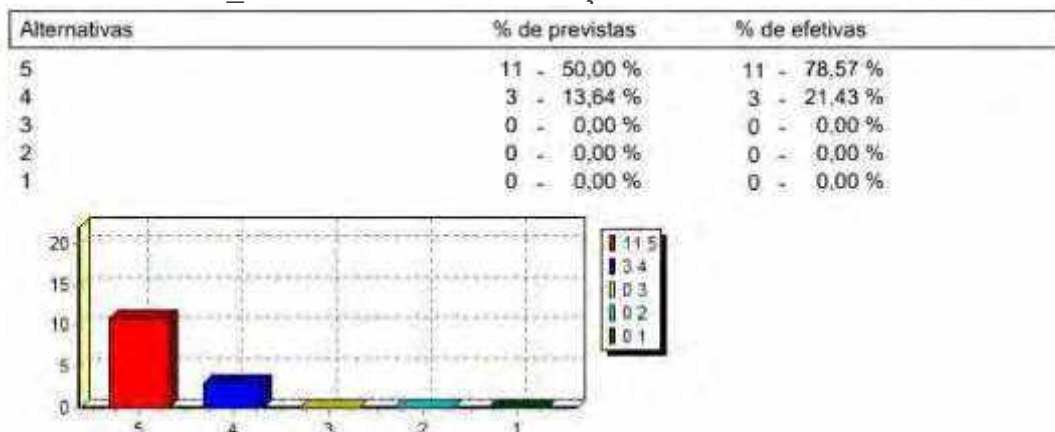 Alternativas % de previstas % de efetivas
5 11 - 50,00 % 11 - 78,57 %
4 3 - 13,64 % 3 - 21,43 %
3 0 - 0,00 % 0 - 0,00 %
2 0 - 0,00 % 0 - 0,00 %
1 0 - 0,00 % 0 - 0,00 %
20
15
10
5
0
5 4 3 2 1
11 5
3 4
0 3
0 2
0 1